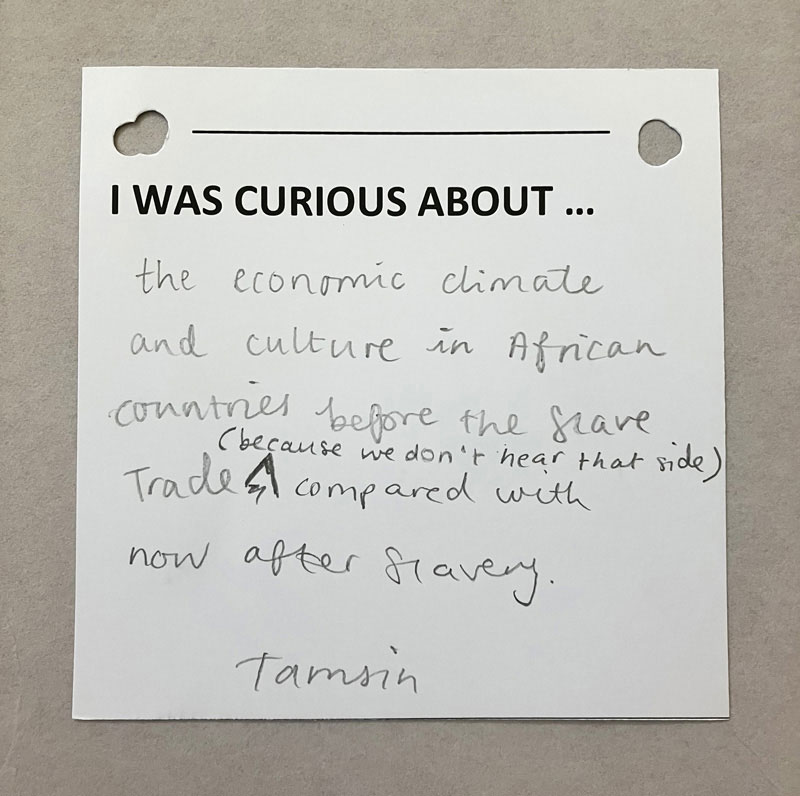 I WAS CURIOUS ABOUT ...
the economic climate
and culture in African
countries before the slave
(because we don't hear that side)
Trade compared with
now after slavery.
Tamsin